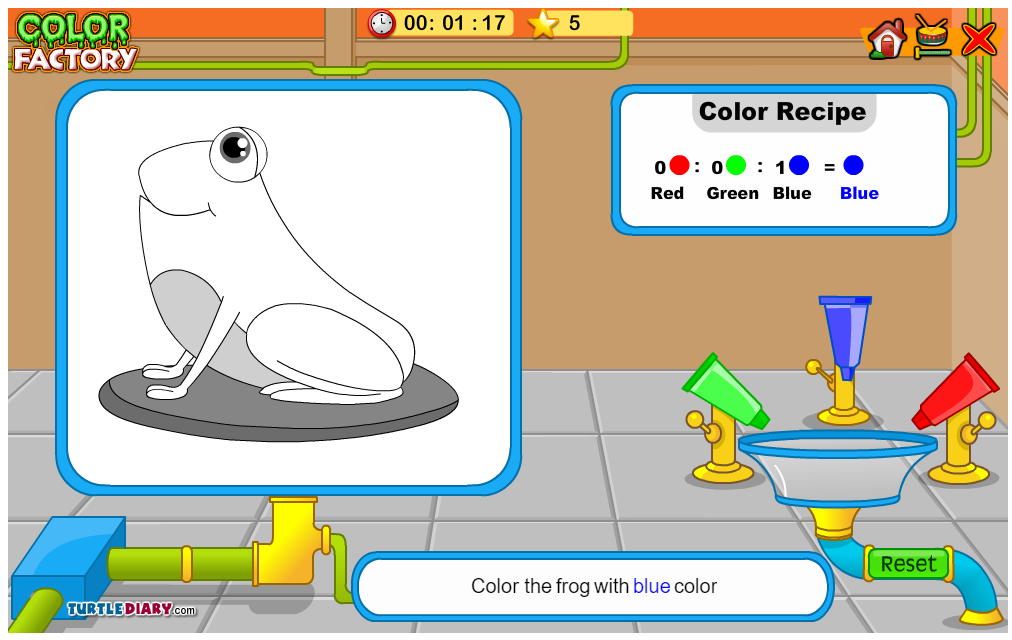 COLOR
FACTORY
00: 01 : 17
5
Color Recipe
0 : 0 : 1 =
Red Green Blue Blue
Reset
Color the frog with blue color
TURTLEDIARY.com